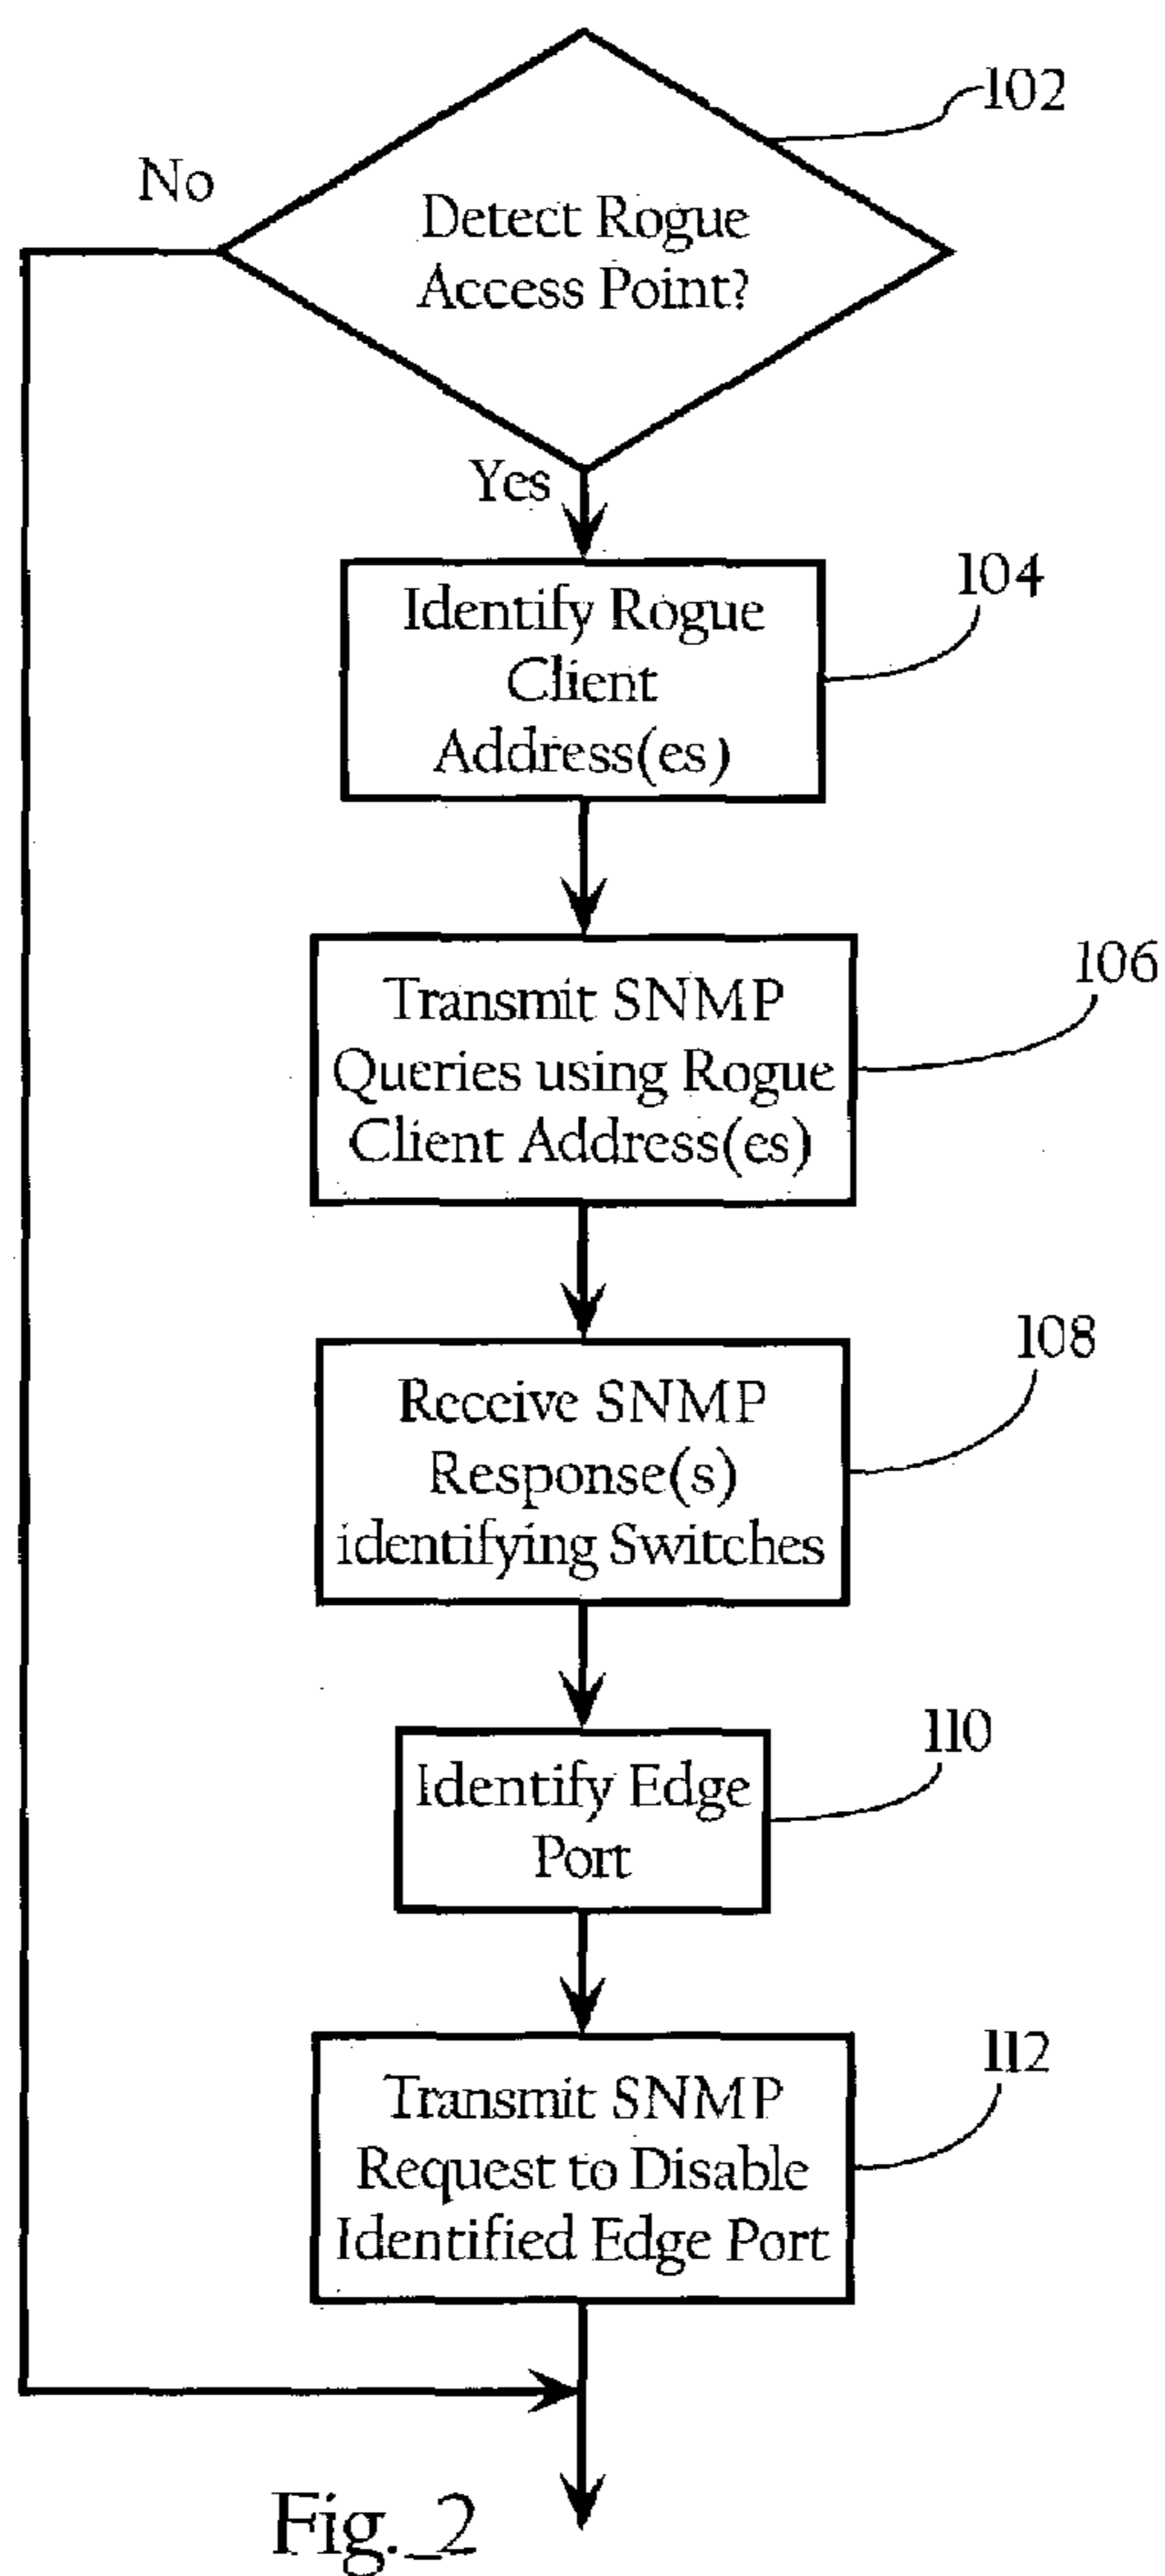 102
No
Detect Rogue
Access Point?
Yes
104
Identify Rogue
Client
Address(es)
106
Transmit SNMP
Queries using Rogue
Client Address(es)
108
Receive SNMP
Response(s)
identifying Switches
110
Identify Edge
Port
112
Transmit SNMP
Request to Disable
Identified Edge Port
Fig._2